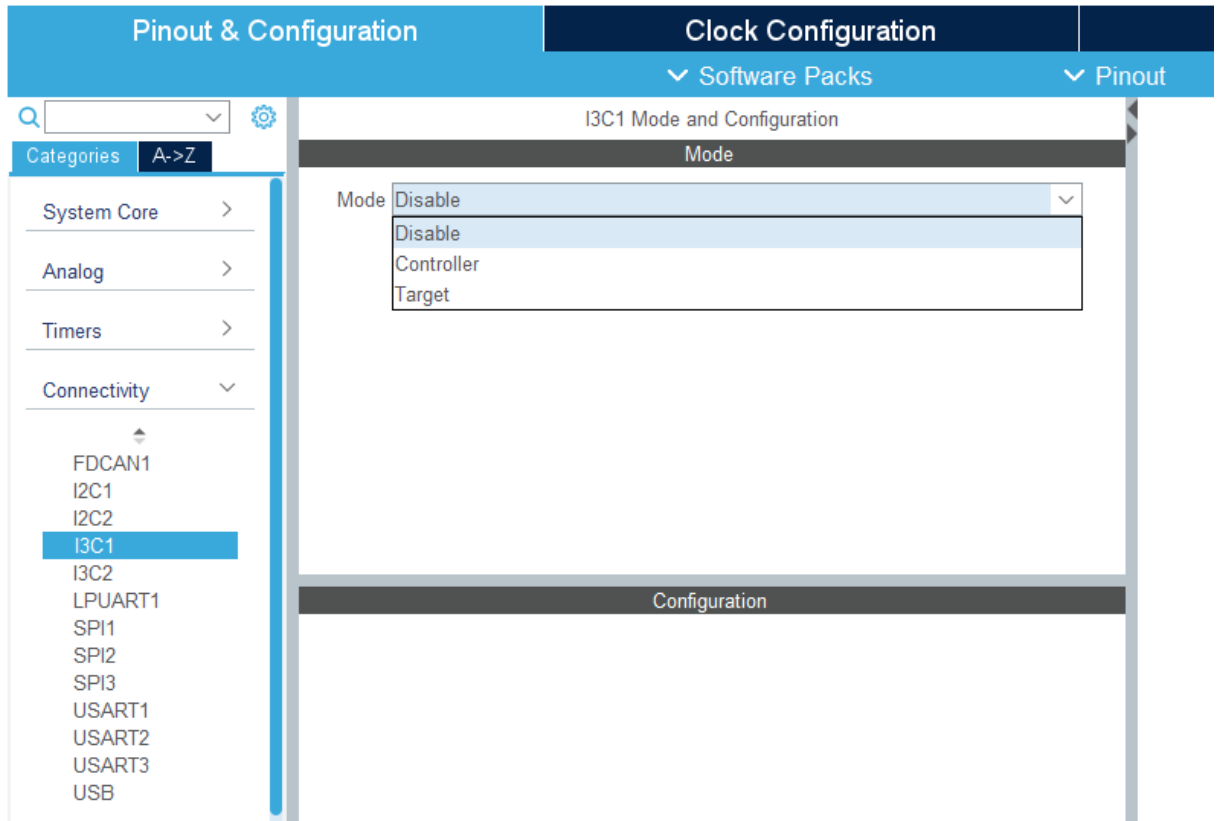 Pinout & Configuration
Clock Configuration
Software Packs
Pinout
Categories
A->Z
System Core
Analog
Timers
Connectivity
FDCAN1
I2C1
I2C2
I3C1
I3C2
LPUART1
SPI1
SPI2
SPI3
USART1
USART2
USART3
USB
I3C1 Mode and Configuration
Mode
Mode Disable
Disable
Controller
Target
Configuration